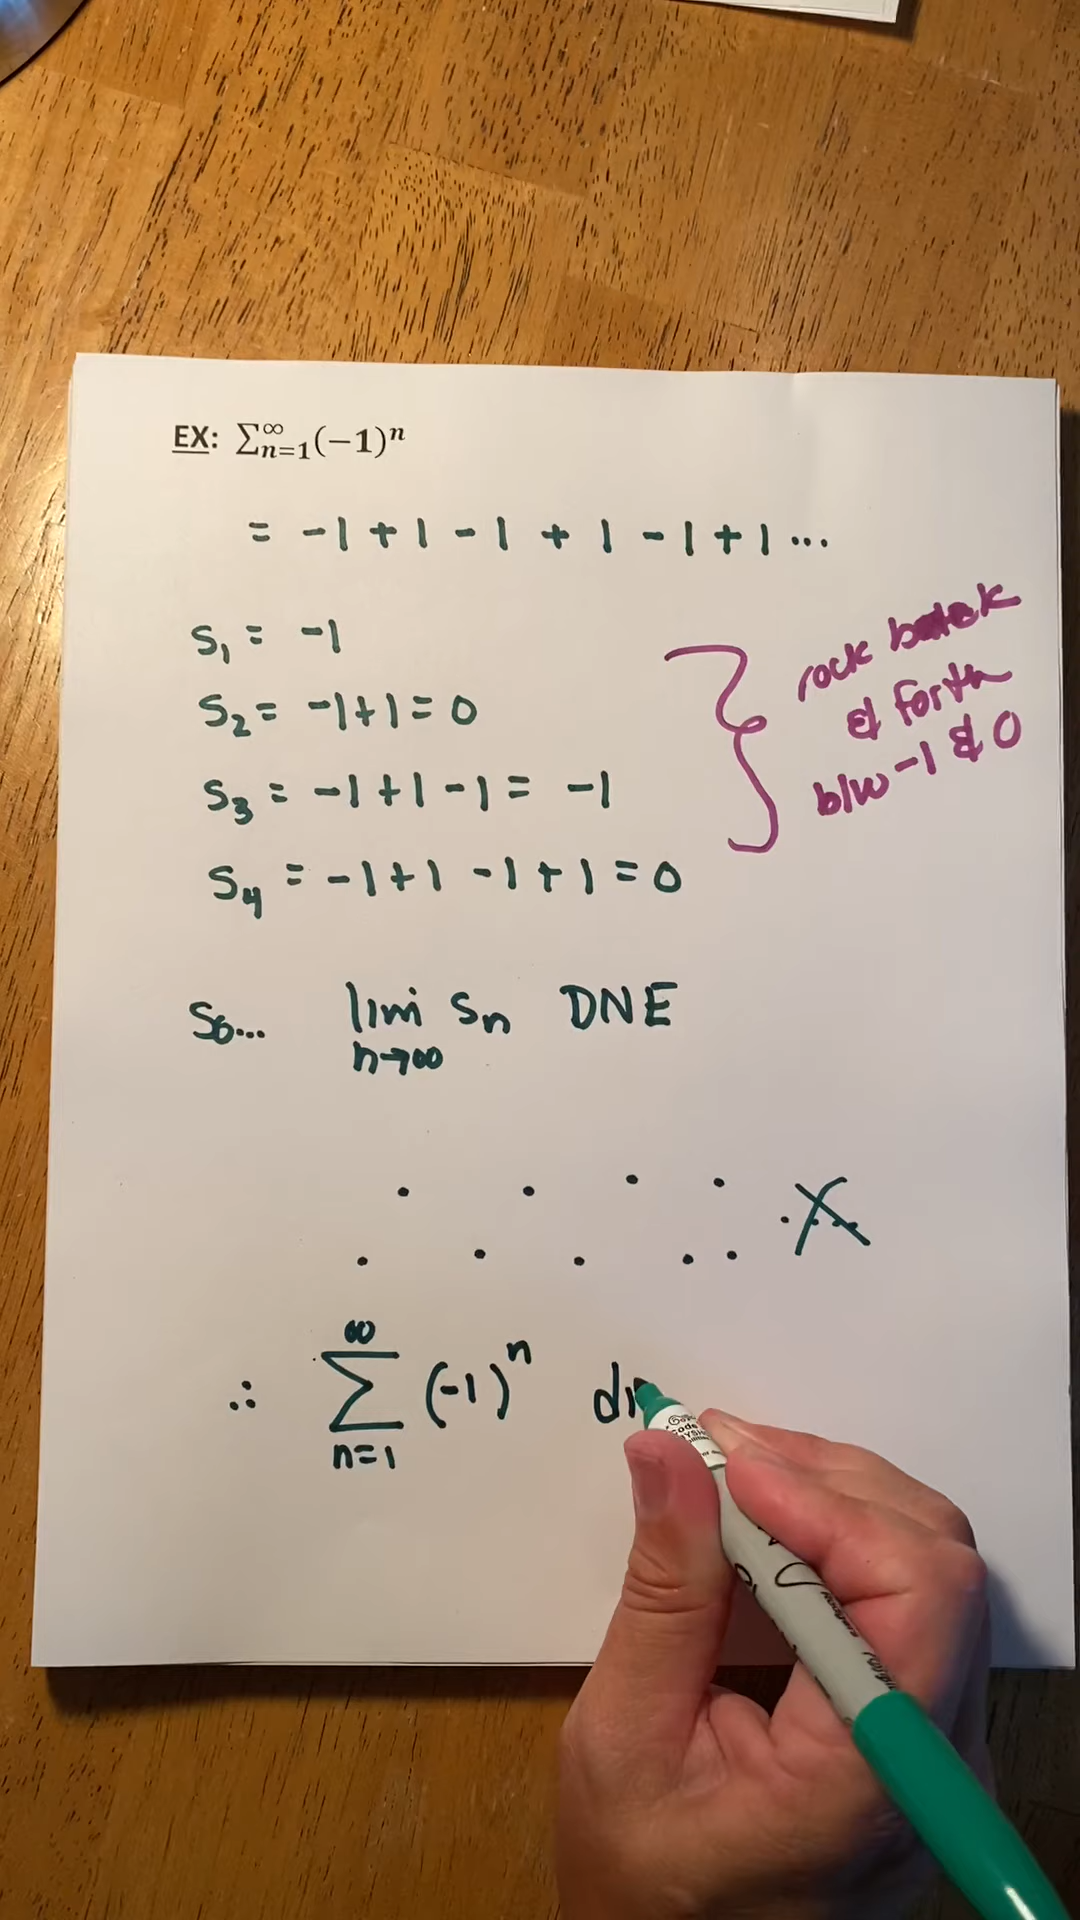 EX: ∑_{n=1}^{∞}(−1)^n
= -1 + 1 - 1 + 1 - 1 + 1 ...
S₁ = -1
S₂ = -1+1 = 0
S₃ = -1+1-1 = -1
S₄ = -1+1-1+1 = 0
rock back
& forth
b/w -1 & 0
So... lim_{n→∞} Sₙ DNE
∴ ∑_{n=1}^{∞} (-1)^n